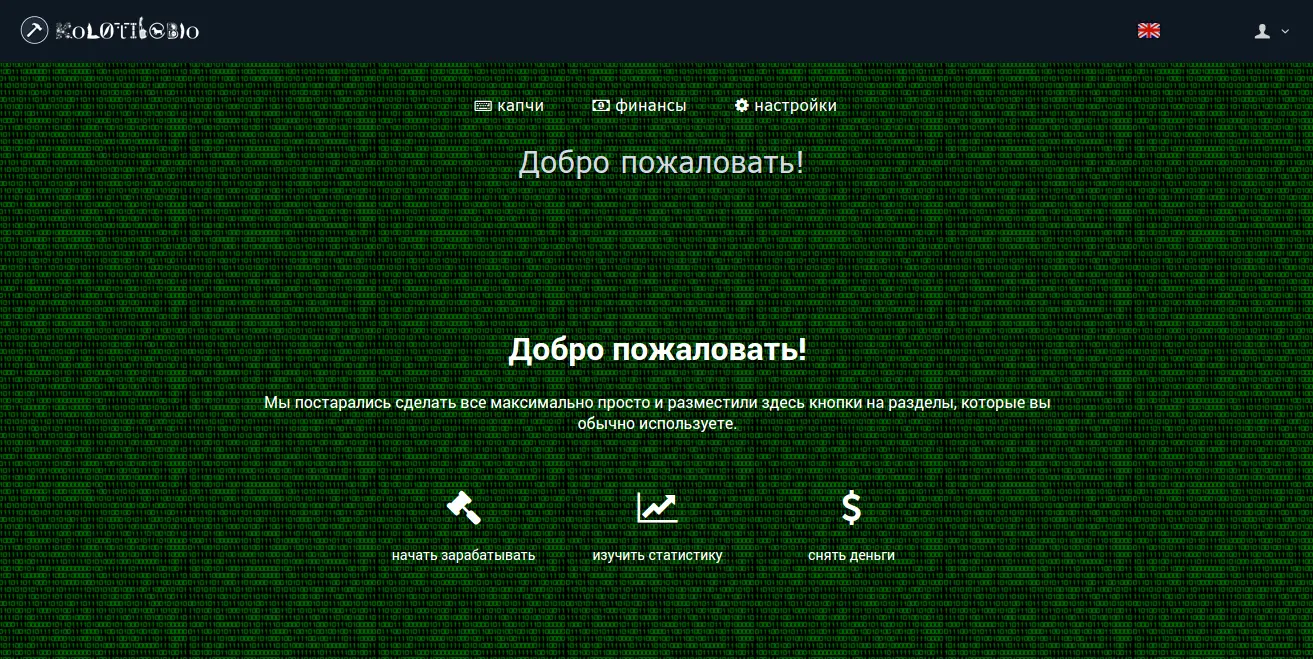 KOLOTIBABLO
капчи финансы настройки
Добро пожаловать!
Добро пожаловать!
Мы постарались сделать все максимально просто и разместили здесь кнопки на разделы, которые вы
обычно используете.
начать зарабатывать изучить статистику снять деньги